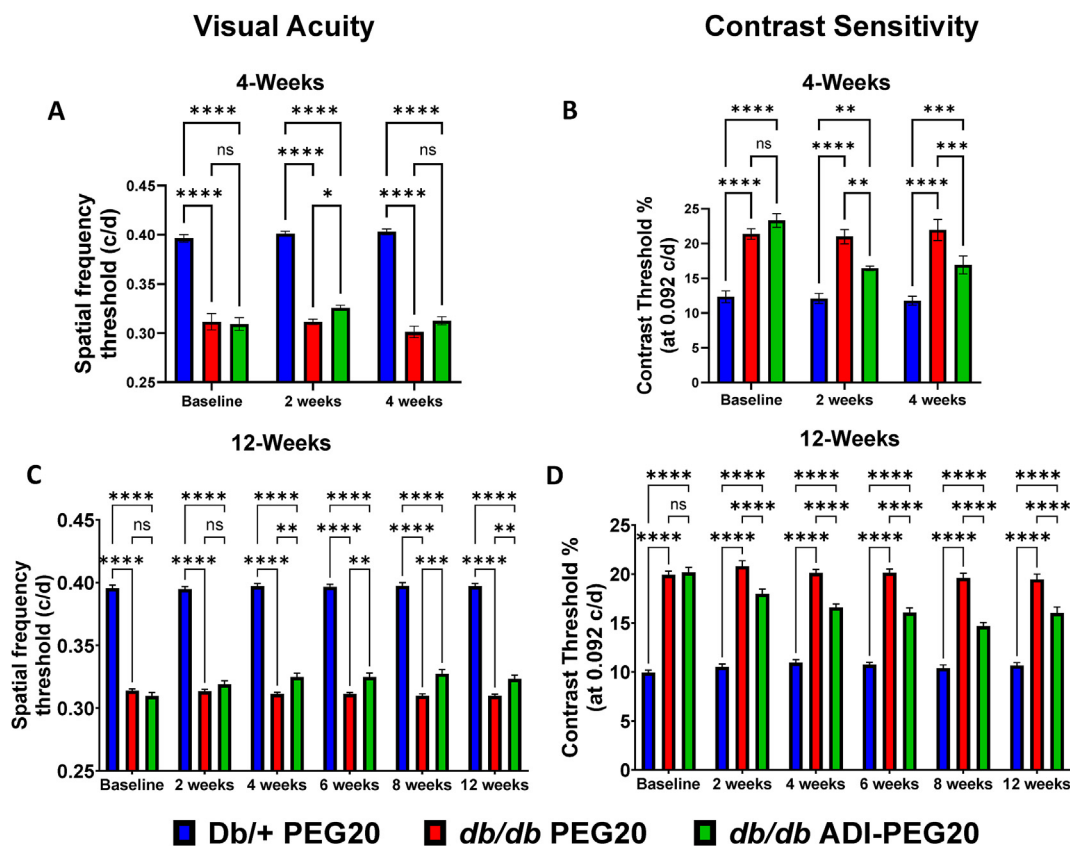 Visual Acuity
Contrast Sensitivity
4-Weeks
A
**** **** ****
ns ns
**** **** * ****
Spatial frequency
threshold (c/d)
0.45
0.40
0.35
0.30
0.25
Baseline 2 weeks 4 weeks
4-Weeks
B
**** ** ***
ns **** ***
**** ** ****
Contrast Threshold %
(at 0.092 c/d)
25
20
15
10
5
0
Baseline 2 weeks 4 weeks
12-Weeks
C
**** **** **** **** **** ****
ns ns ** **** **** **
**** **** **** ** *** ****
Spatial frequency
threshold (c/d)
0.45
0.40
0.35
0.30
0.25
Baseline 2 weeks 4 weeks 6 weeks 8 weeks 12 weeks
12-Weeks
D
**** **** **** **** **** ****
ns **** **** **** **** ****
**** **** **** **** **** ****
Contrast Threshold %
(at 0.092 c/d)
25
20
15
10
5
0
Baseline 2 weeks 4 weeks 6 weeks 8 weeks 12 weeks
Db/+ PEG20 db/db PEG20 db/db ADI-PEG20